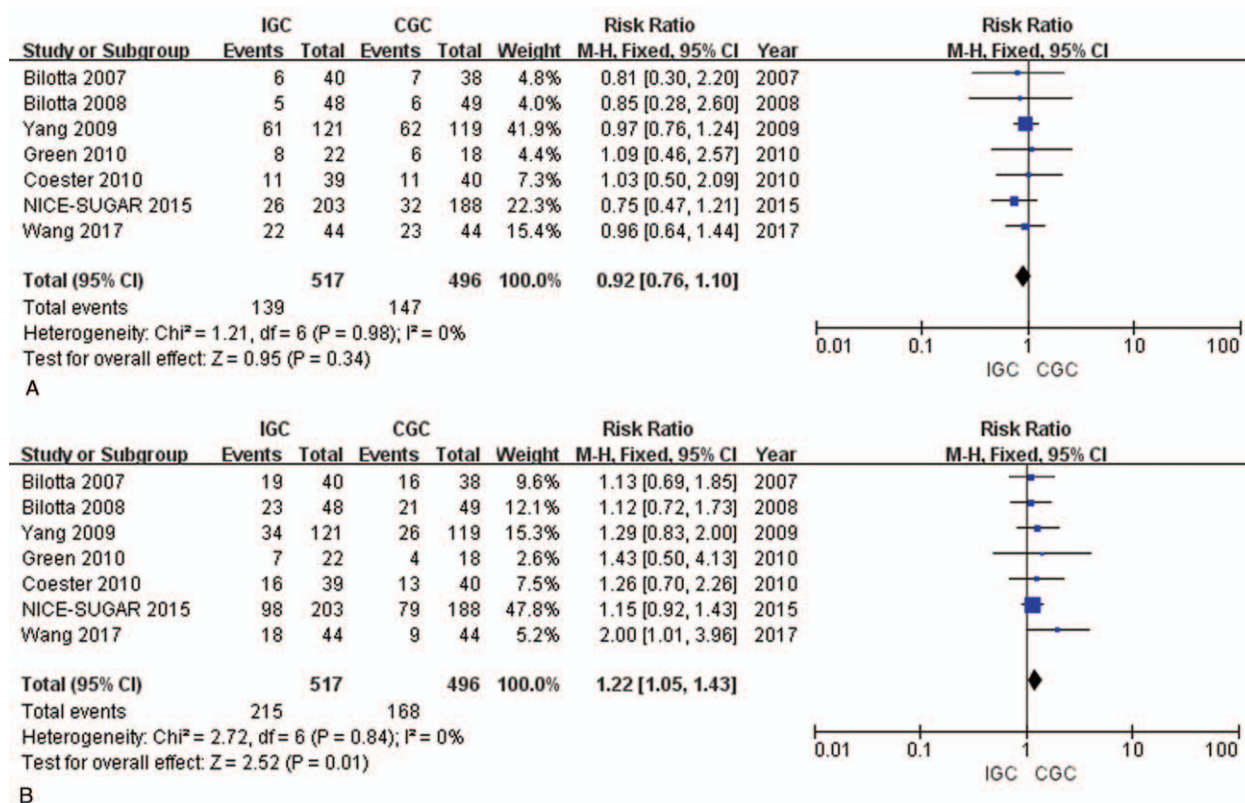 IGC CGC Risk Ratio Risk Ratio
Study or Subgroup Events Total Events Total Weight M-H, Fixed, 95% CI Year M-H, Fixed, 95% CI
Bilotta 2007 6 40 7 38 4.8% 0.81 [0.30, 2.20] 2007
Bilotta 2008 5 48 6 49 4.0% 0.85 [0.28, 2.60] 2008
Yang 2009 61 121 62 119 41.9% 0.97 [0.76, 1.24] 2009
Green 2010 8 22 6 18 4.4% 1.09 [0.46, 2.57] 2010
Coester 2010 11 39 11 40 7.3% 1.03 [0.50, 2.09] 2010
NICE-SUGAR 2015 26 203 32 188 22.3% 0.75 [0.47, 1.21] 2015
Wang 2017 22 44 23 44 15.4% 0.96 [0.64, 1.44] 2017
Total (95% CI) 517 496 100.0% 0.92 [0.76, 1.10]
Total events 139 147
Heterogeneity: Chi² = 1.21, df = 6 (P = 0.98); I² = 0%
Test for overall effect: Z = 0.95 (P = 0.34)
0.01 0.1 1 10 100
IGC CGC
A
IGC CGC Risk Ratio Risk Ratio
Study or Subgroup Events Total Events Total Weight M-H, Fixed, 95% CI Year M-H, Fixed, 95% CI
Bilotta 2007 19 40 16 38 9.6% 1.13 [0.69, 1.85] 2007
Bilotta 2008 23 48 21 49 12.1% 1.12 [0.72, 1.73] 2008
Yang 2009 34 121 26 119 15.3% 1.29 [0.83, 2.00] 2009
Green 2010 7 22 4 18 2.6% 1.43 [0.50, 4.13] 2010
Coester 2010 16 39 13 40 7.5% 1.26 [0.70, 2.26] 2010
NICE-SUGAR 2015 98 203 79 188 47.8% 1.15 [0.92, 1.43] 2015
Wang 2017 18 44 9 44 5.2% 2.00 [1.01, 3.96] 2017
Total (95% CI) 517 496 100.0% 1.22 [1.05, 1.43]
Total events 215 168
Heterogeneity: Chi² = 2.72, df = 6 (P = 0.84); I² = 0%
Test for overall effect: Z = 2.52 (P = 0.01)
0.01 0.1 1 10 100
IGC CGC
B